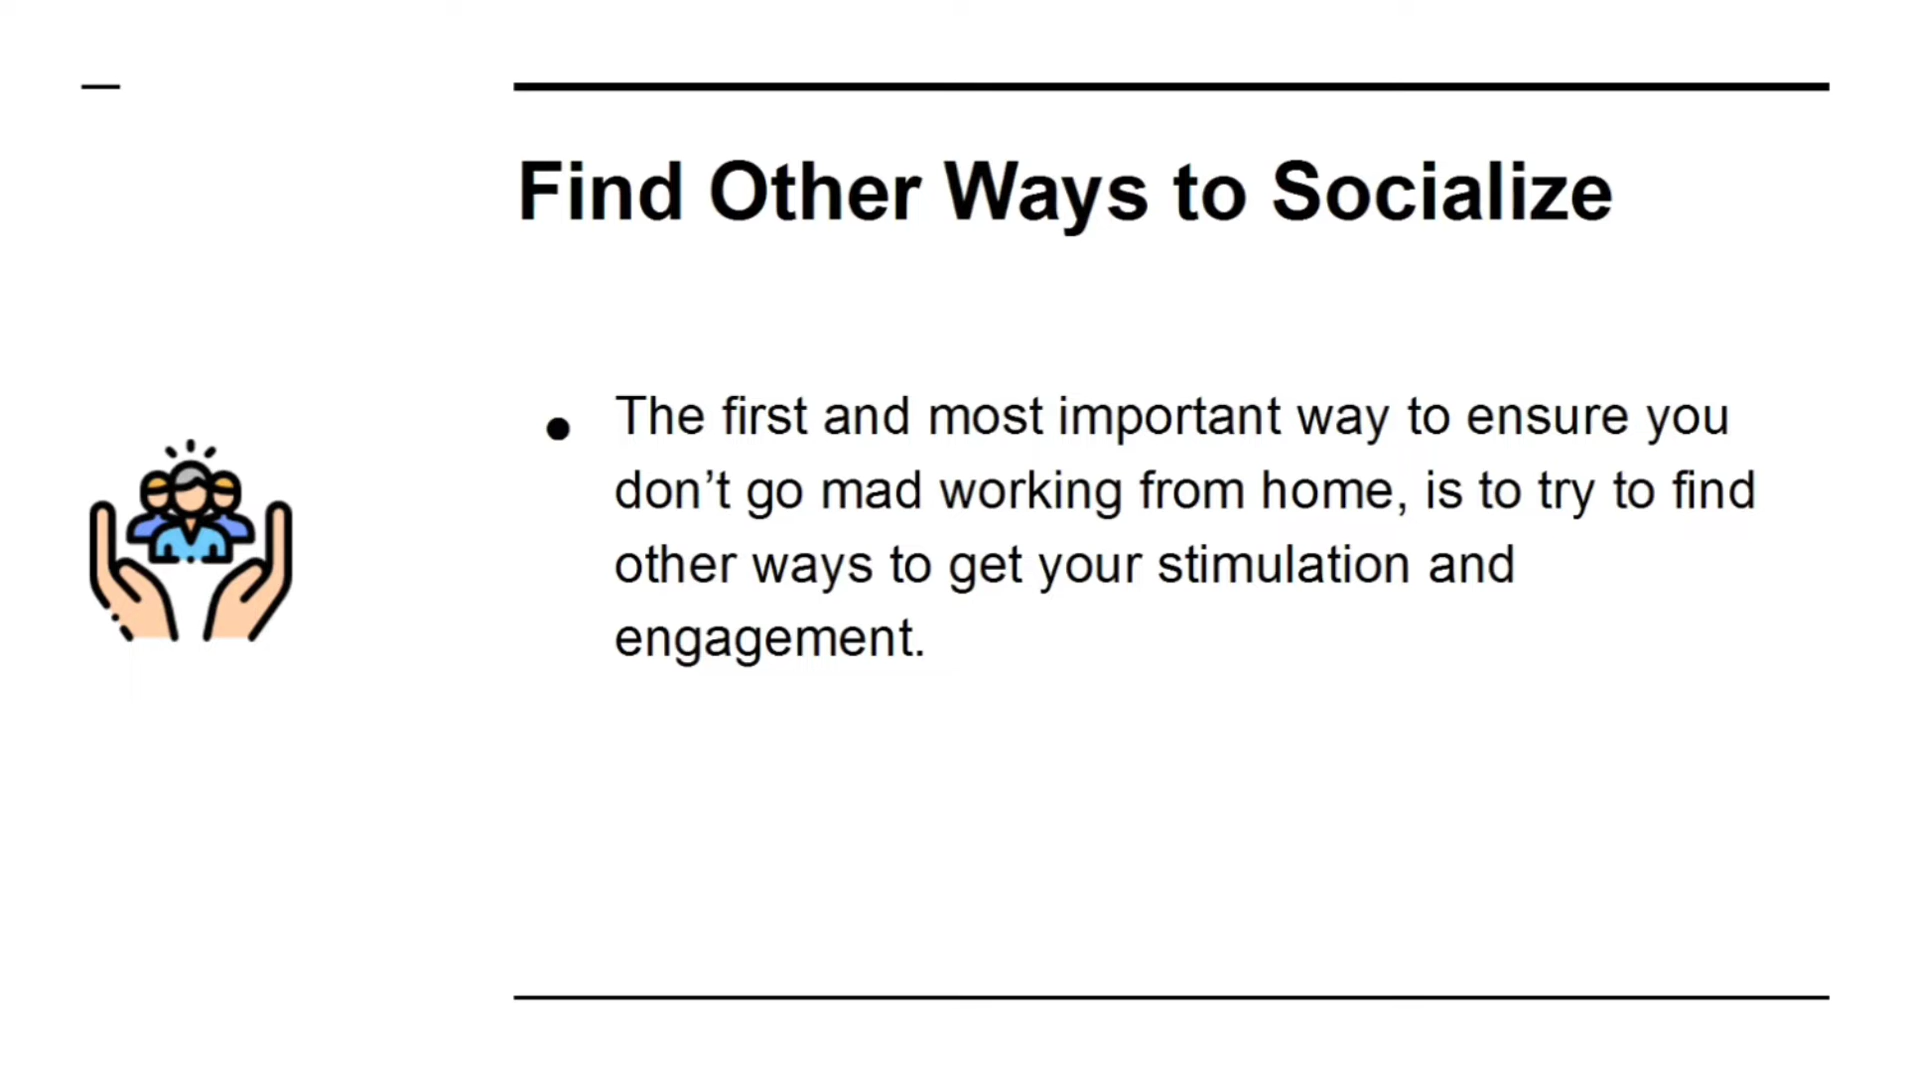 Find Other Ways to Socialize
● The first and most important way to ensure you
don’t go mad working from home, is to try to find
other ways to get your stimulation and
engagement.